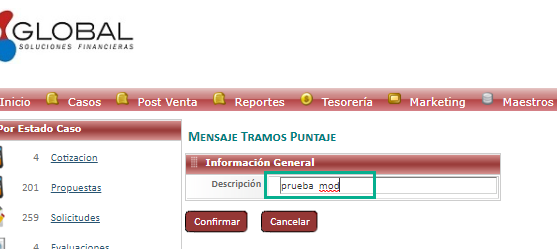 GLOBAL
SOLUCIONES FINANCIERAS
Inicio Casos Post Venta Reportes Tesorería Marketing Maestros
Por Estado Caso
4 Cotizacion
201 Propuestas
259 Solicitudes
4 Evaluaciones
MENSAJE TRAMOS PUNTAJE
Información General
Descripción prueba mod
Confirmar Cancelar